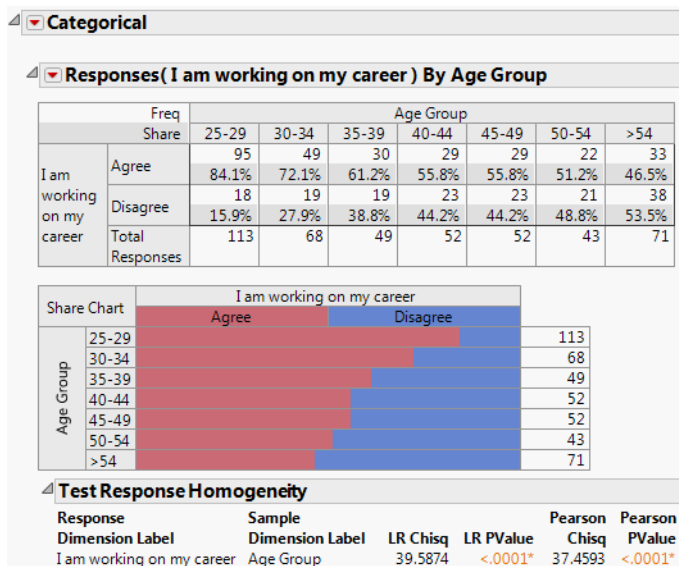 Categorical
Responses( I am working on my career ) By Age Group
Freq Age Group
Share 25-29 30-34 35-39 40-44 45-49 50-54 >54
I am working on my career
Agree 95 49 30 29 29 22 33
84.1% 72.1% 61.2% 55.8% 55.8% 51.2% 46.5%
Disagree 18 19 19 23 23 21 38
15.9% 27.9% 38.8% 44.2% 44.2% 48.8% 53.5%
Total Responses 113 68 49 52 52 43 71
Share Chart I am working on my career
Agree Disagree
Age Group
25-29 113
30-34 68
35-39 49
40-44 52
45-49 52
50-54 43
>54 71
Test Response Homogeneity
Response Sample Pearson Pearson
Dimension Label Dimension Label LR Chisq LR PValue Chisq PValue
I am working on my career Age Group 39.5874 <.0001* 37.4593 <.0001*